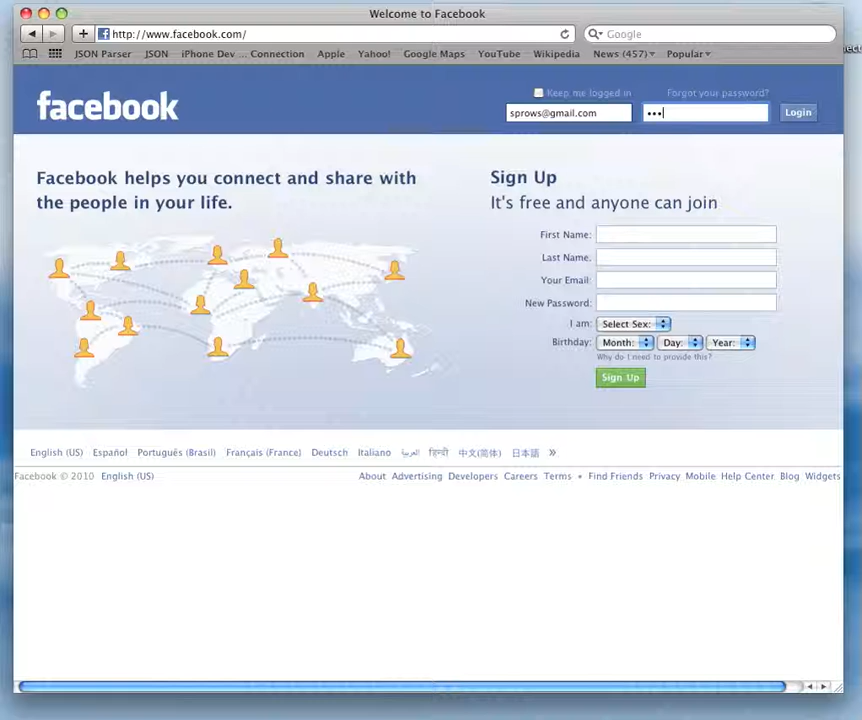 Welcome to Facebook
http://www.facebook.com/
Google
JSON Parser JSON iPhone Dev ... Connection Apple Yahoo! Google Maps YouTube Wikipedia News (457) Popular
facebook
Keep me logged in Forgot your password?
sprows@gmail.com
Login
Facebook helps you connect and share with
the people in your life.
Sign Up
It's free and anyone can join
First Name:
Last Name:
Your Email:
New Password:
I am: Select Sex:
Birthday: Month: Day: Year:
Why do I need to provide this?
Sign Up
English (US) Español Português (Brasil) Français (France) Deutsch Italiano العربية हिन्दी 中文(简体) 日本語 »
Facebook © 2010 English (US)
About Advertising Developers Careers Terms • Find Friends Privacy Mobile Help Center Blog Widgets